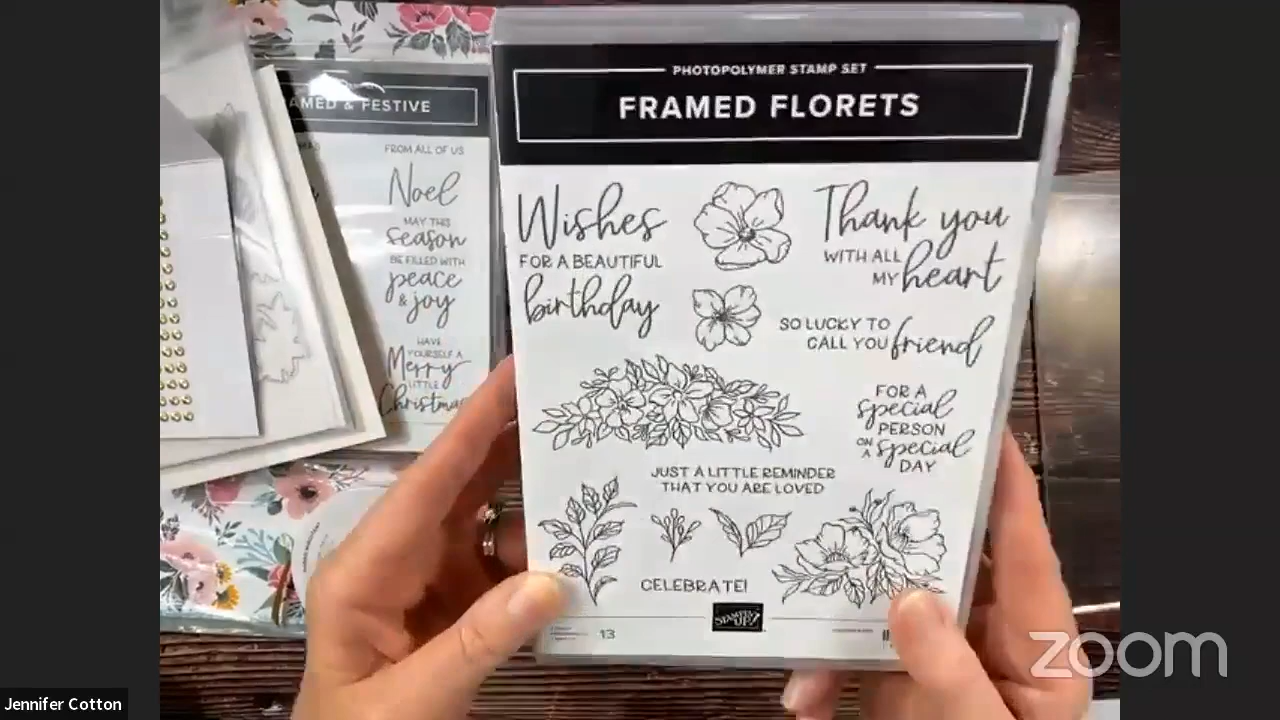 PHOTOPOLYMER STAMP SET
FRAMED FLORETS
Wishes
FOR A BEAUTIFUL
birthday
Thank you
WITH ALL
MY heart
SO LUCKY TO
CALL YOU friend
FOR A
special
PERSON
ON A special
DAY
JUST A LITTLE REMINDER
THAT YOU ARE LOVED
CELEBRATE!
STAMPIN' UP!
13
& FESTIVE
FROM ALL OF US
Noel
MAY THIS
season
BE FILLED WITH
peace
& joy
HAVE
YOURSELF A
Merry
LITTLE
Christmas
zoom
Jennifer Cotton